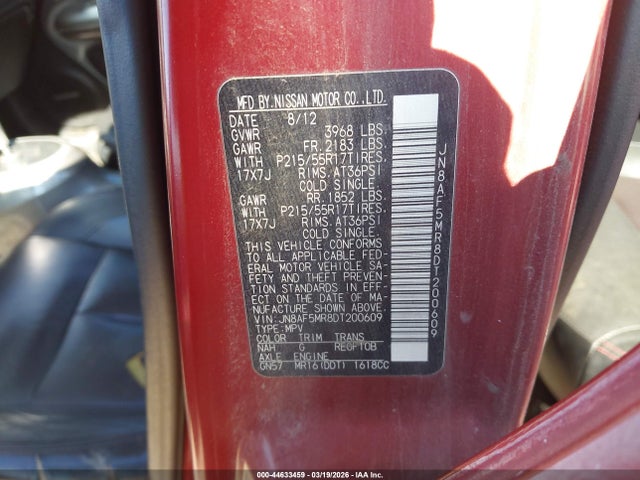 MFD BY NISSAN MOTOR CO.,LTD.
DATE 8/12
GVWR 3968 LBS.
GAWR FR.2183 LBS.
WITH P215/55R17TIRES.
17X7J RIMS.AT36PSI
COLD SINGLE.
GAWR RR.1852 LBS.
WITH P215/55R17TIRES.
17X7J RIMS.AT36PSI
COLD SINGLE.
THIS VEHICLE CONFORMS
TO ALL APPLICABLE FED-
ERAL MOTOR VEHICLE SA-
FETY AND THEFT PREVEN-
TION STANDARDS IN EFF-
ECT ON THE DATE OF MA-
NUFACTURE SHOWN ABOVE.
VIN:JN8AF5MR8DT200609
TYPE:MPV
COLOR TRIM TRANS
NAH G RE0F10B
AXLE ENGINE
GN57 MR16(DDT) 1618CC
JN8AF5MR8DT200609
000-44633459 - 03/19/2026 - IAA Inc.